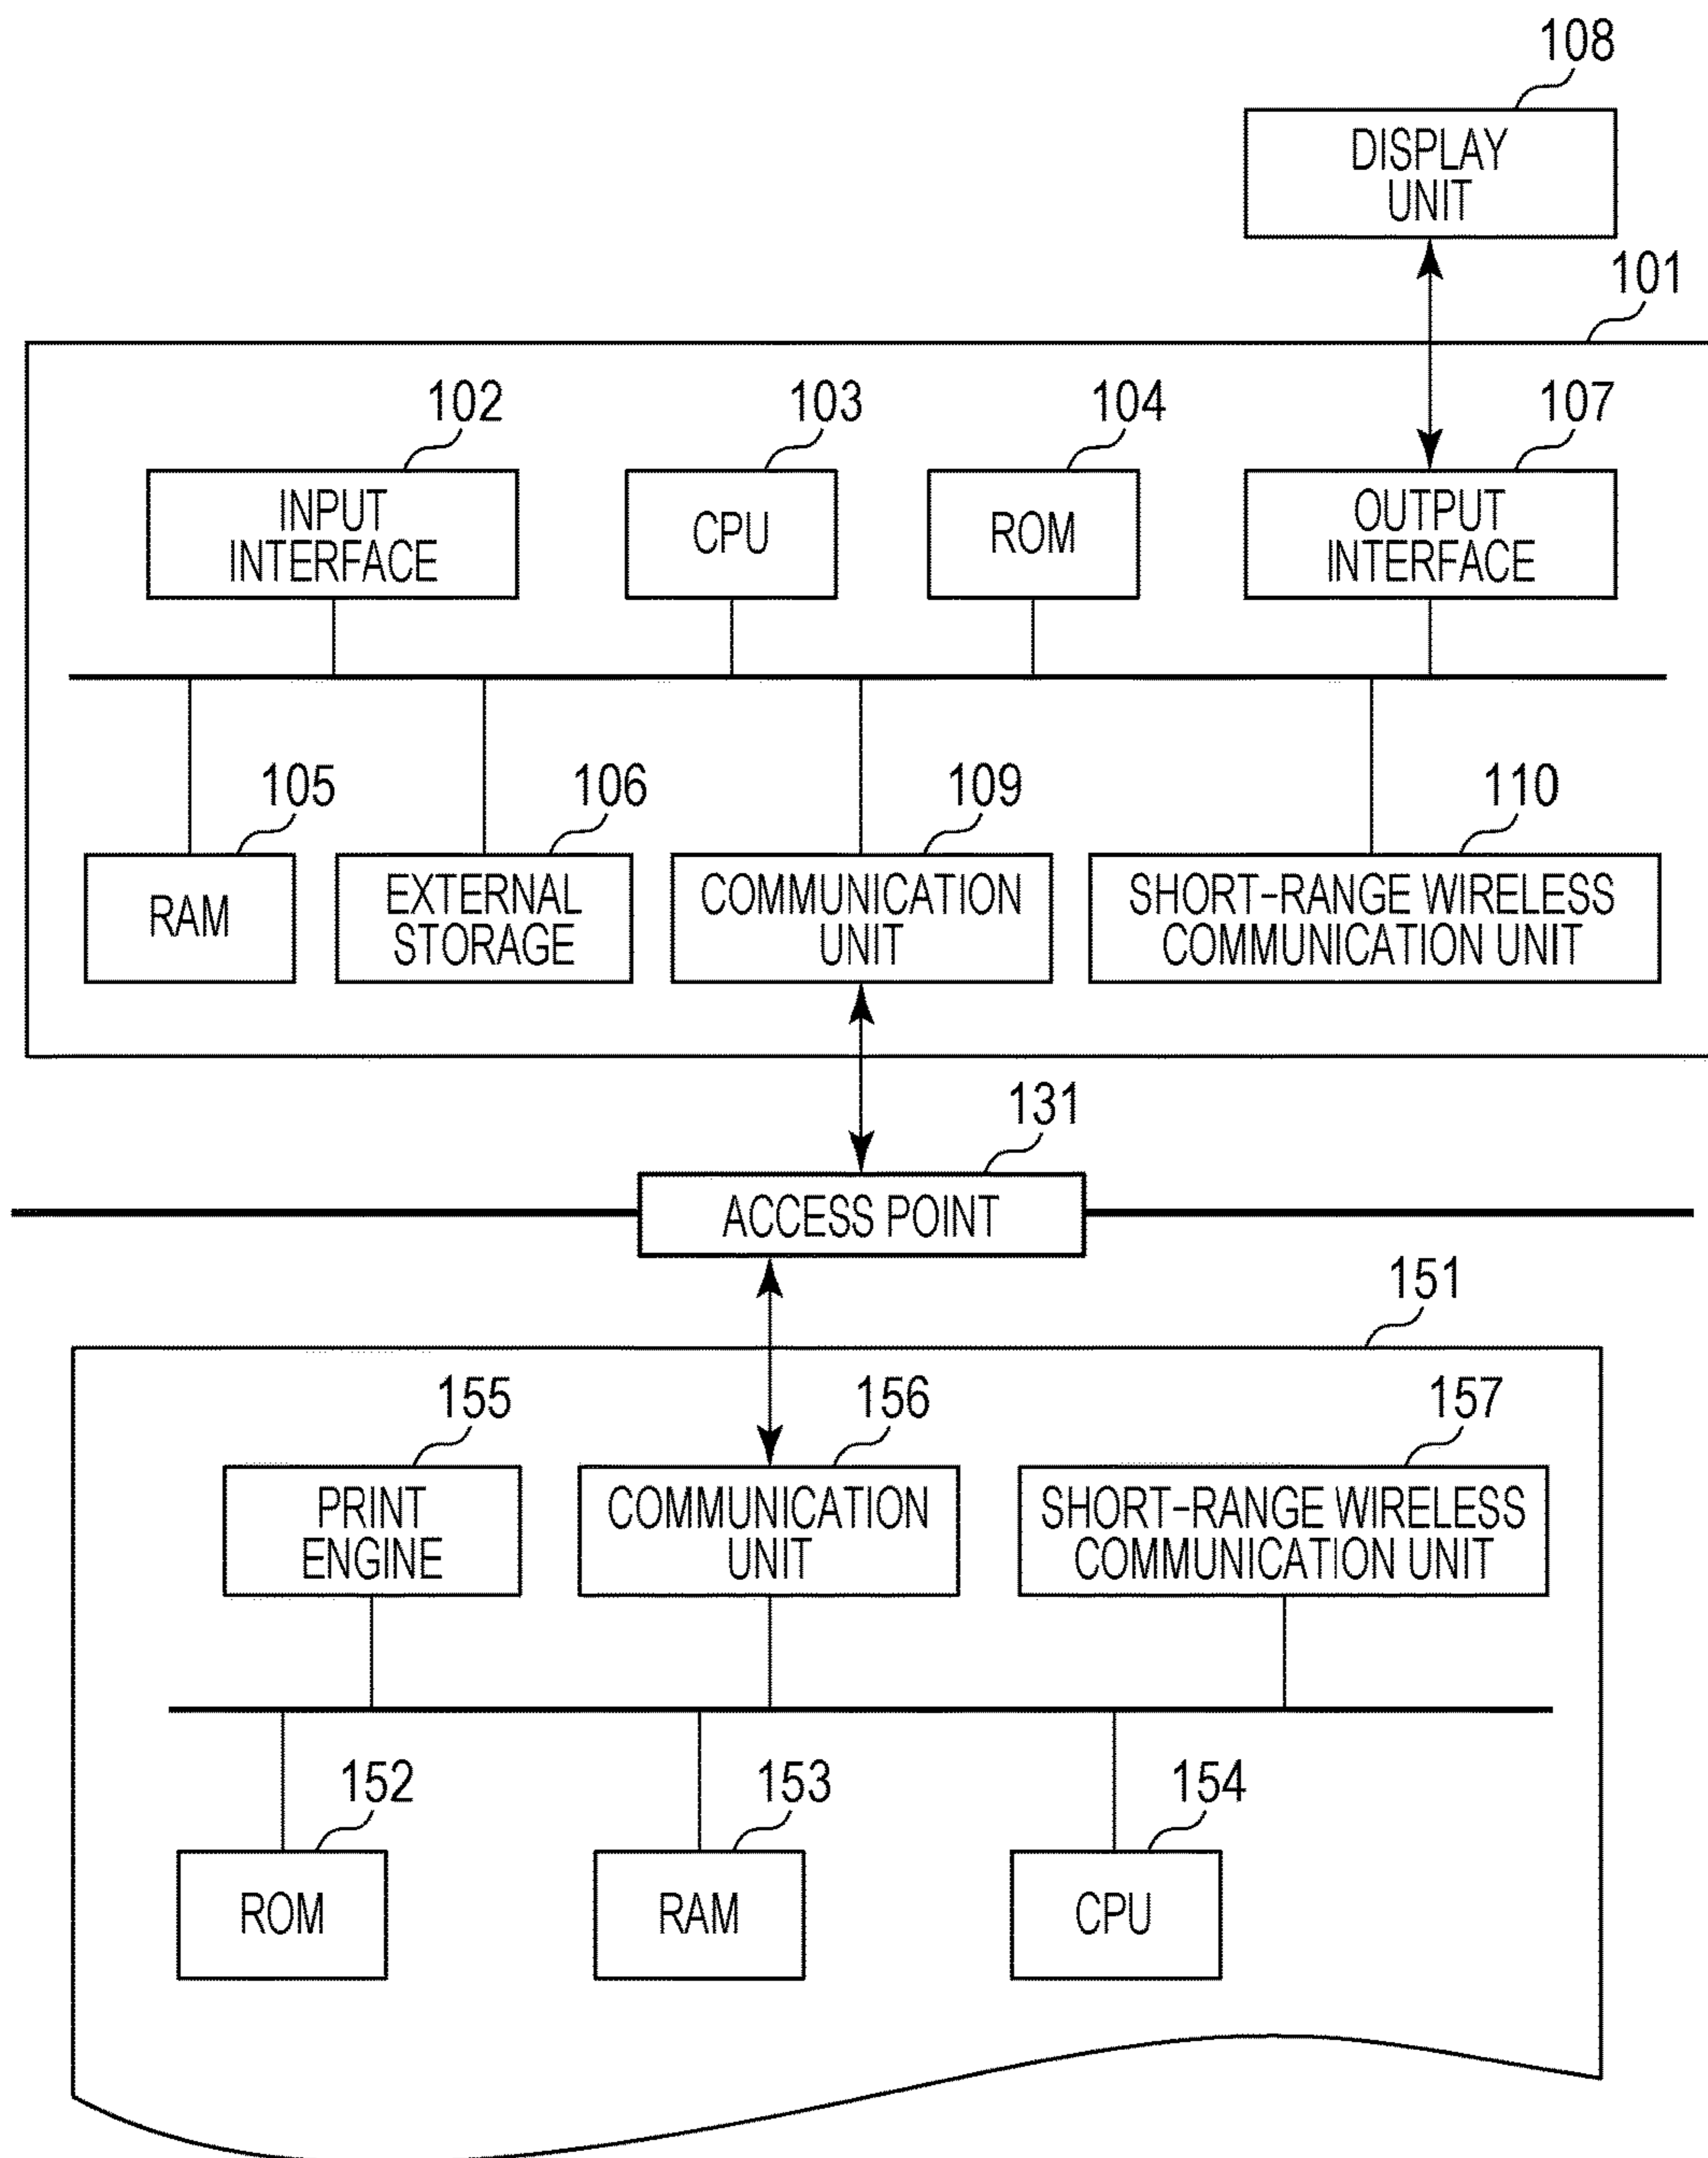 108
DISPLAY
UNIT
101
102
103
104
107
INPUT
INTERFACE
CPU
ROM
OUTPUT
INTERFACE
105
106
109
110
RAM
EXTERNAL
STORAGE
COMMUNICATION
UNIT
SHORT-RANGE WIRELESS
COMMUNICATION UNIT
131
ACCESS POINT
151
155
156
157
PRINT
ENGINE
COMMUNICATION
UNIT
SHORT-RANGE WIRELESS
COMMUNICATION UNIT
152
153
154
ROM
RAM
CPU